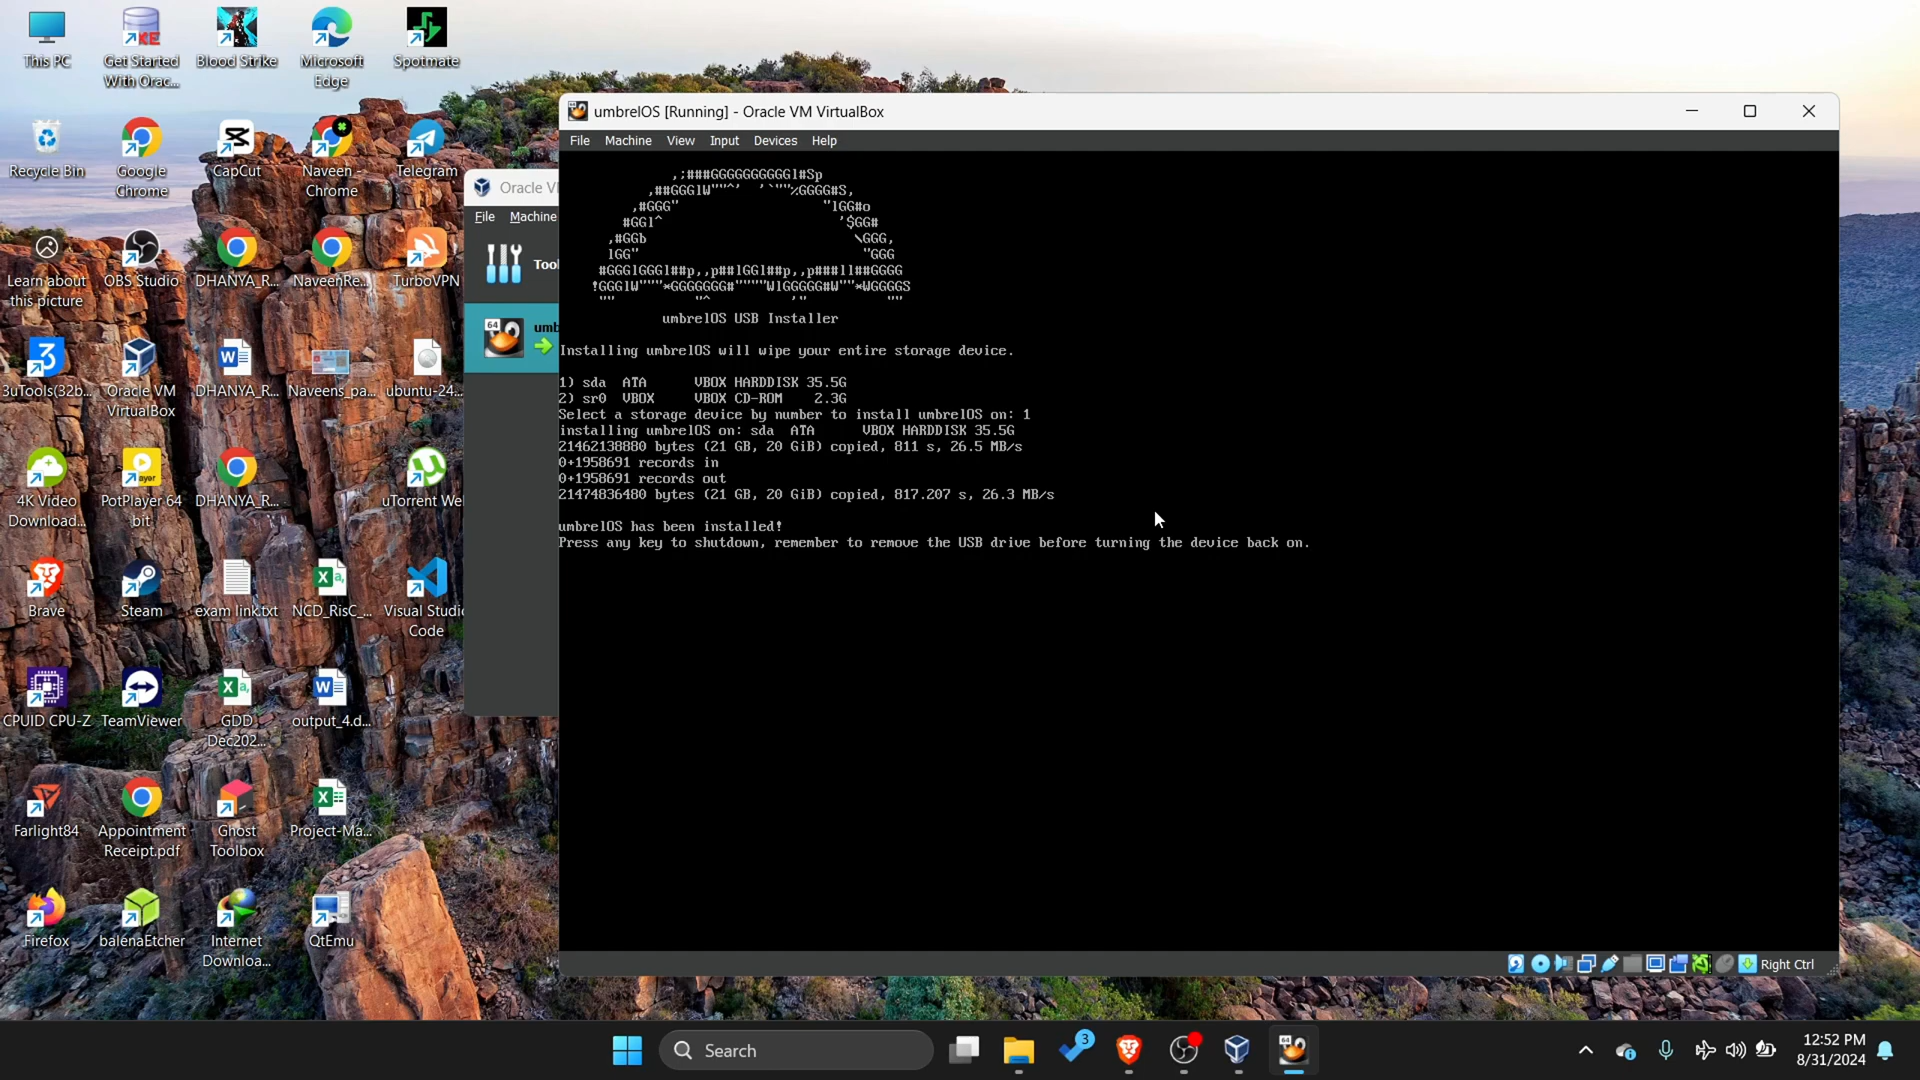 This PC
Get Started
With Orac...
Blood Strike
Microsoft
Edge
Spotmate
Recycle Bin
Google
Chrome
CapCut
Naveen -
Chrome
Telegram
Learn about
this picture
OBS Studio
DHANYA_R...
NaveenRe...
TurboVPN
3uTools(32b...
Oracle VM
VirtualBox
DHANYA_R...
Naveens_pa...
ubuntu-24...
4K Video
Download...
PotPlayer 64
bit
DHANYA_R...
uTorrent We
Brave
Steam
exam link.txt
NCD_RisC_...
Visual Studi
Code
CPUID CPU-Z
TeamViewer
GDD
Dec202...
output_4.d...
Farlight84
Appointment
Receipt.pdf
Ghost
Toolbox
Project-Ma...
Firefox
balenaEtcher
Internet
Downloa...
QtEmu
Oracle V
File Machine
Tool
64
umb
umbrelOS [Running] - Oracle VM VirtualBox
File Machine View Input Devices Help
umbrelOS USB Installer
Installing umbrelOS will wipe your entire storage device.
1) sda ATA VBOX HARDDISK 35.5G
2) sr0 VBOX VBOX CD-ROM 2.3G
Select a storage device by number to install umbrelOS on: 1
installing umbrelOS on: sda ATA VBOX HARDDISK 35.5G
21462138880 bytes (21 GB, 20 GiB) copied, 811 s, 26.5 MB/s
0+1958691 records in
0+1958691 records out
21474836480 bytes (21 GB, 20 GiB) copied, 817.207 s, 26.3 MB/s
umbrelOS has been installed!
Press any key to shutdown, remember to remove the USB drive before turning the device back on.
Right Ctrl
Search
3
12:52 PM
8/31/2024